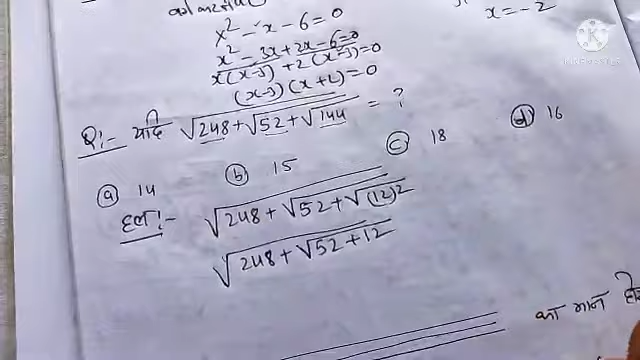 x² - x - 6 = 0
x = -2
x² - 3x + 2x - 6 = 0
x(x-3) + 2(x-3) = 0
(x-3)(x+2) = 0
Q:- यदि √248+√52+√144 = ?
(a) 14 (b) 15 (c) 18 (d) 16
हल:- √248+√52+√(12)²
√248+√52+12
का मान
KINEMASTER